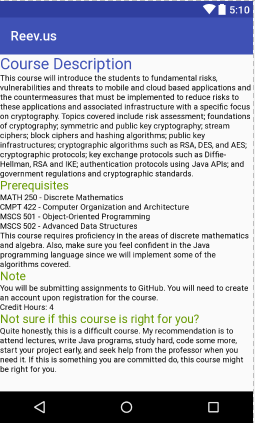 5:10
Reev.us
Course Description
This course will introduce the students to fundamental risks,
vulnerabilities and threats to mobile and cloud based applications and
the countermeasures that must be implemented to reduce risks to
these applications and associated infrastructure with a specific focus
on cryptography. Topics covered include risk assessment; foundations
of cryptography; symmetric and public key cryptography; stream
ciphers; block ciphers and hashing algorithms; public key
infrastructures; cryptographic algorithms such as RSA, DES, and AES;
cryptographic protocols; key exchange protocols such as Diffie-
Hellman, RSA and IKE; authentication protocols using Java APIs; and
government regulations and cryptographic standards.
Prerequisites
MATH 250 - Discrete Mathematics
CMPT 422 - Computer Organization and Architecture
MSCS 501 - Object-Oriented Programming
MSCS 502 - Advanced Data Structures
This course requires proficiency in the areas of discrete mathematics
and algebra. Also, make sure you feel confident in the Java
programming language since we will implement some of the
algorithms covered.
Note
You will be submitting assignments to GitHub. You will need to create
an account upon registration for the course.
Credit Hours: 4
Not sure if this course is right for you?
Quite honestly, this is a difficult course. My recommendation is to
attend lectures, write Java programs, study hard, code some more,
start your project early, and seek help from the professor when you
need it. If this is something you are committed do, this course might
be right for you.